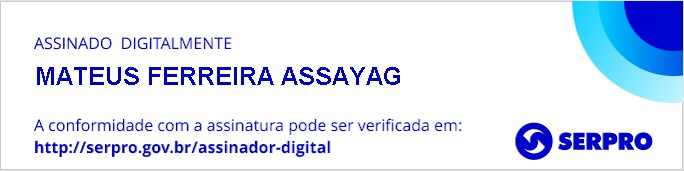 ASSINADO DIGITALMENTE
MATEUS FERREIRA ASSAYAG
A conformidade com a assinatura pode ser verificada em:
http://serpro.gov.br/assinador-digital
SERPRO